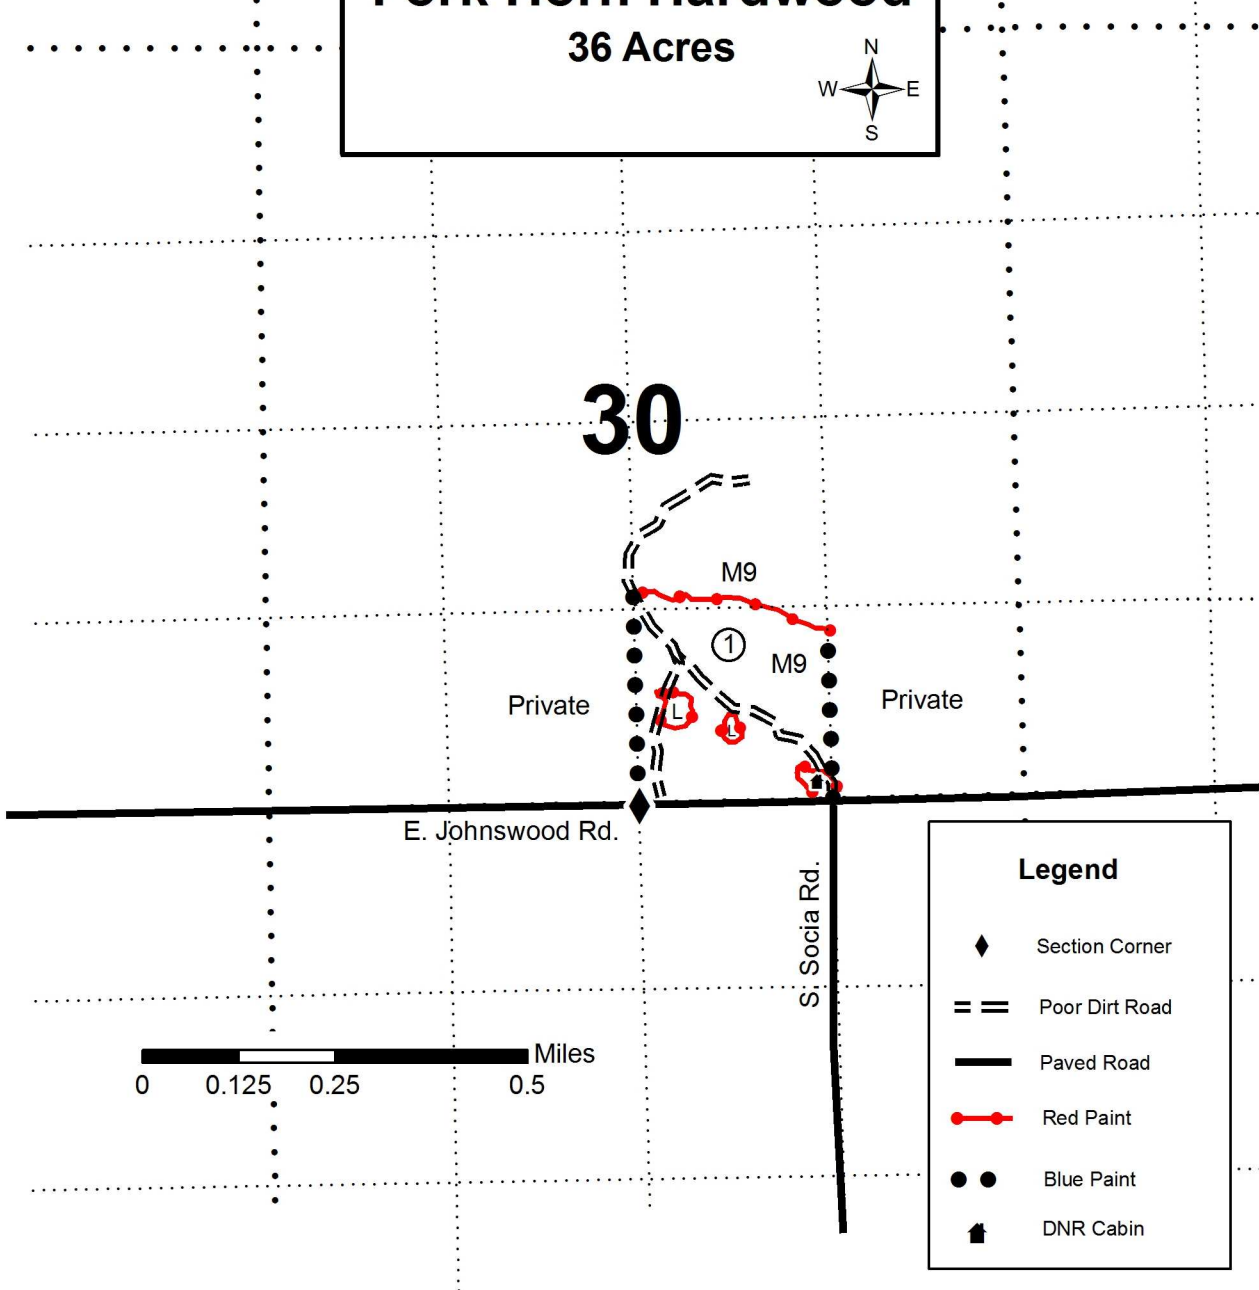 36 Acres
N
W E
S
30
M9
1
M9
Private
Private
L
L
E. Johnswood Rd.
S. Socia Rd.
Legend
Section Corner
Poor Dirt Road
Paved Road
Red Paint
Blue Paint
DNR Cabin
Miles
0 0.125 0.25 0.5